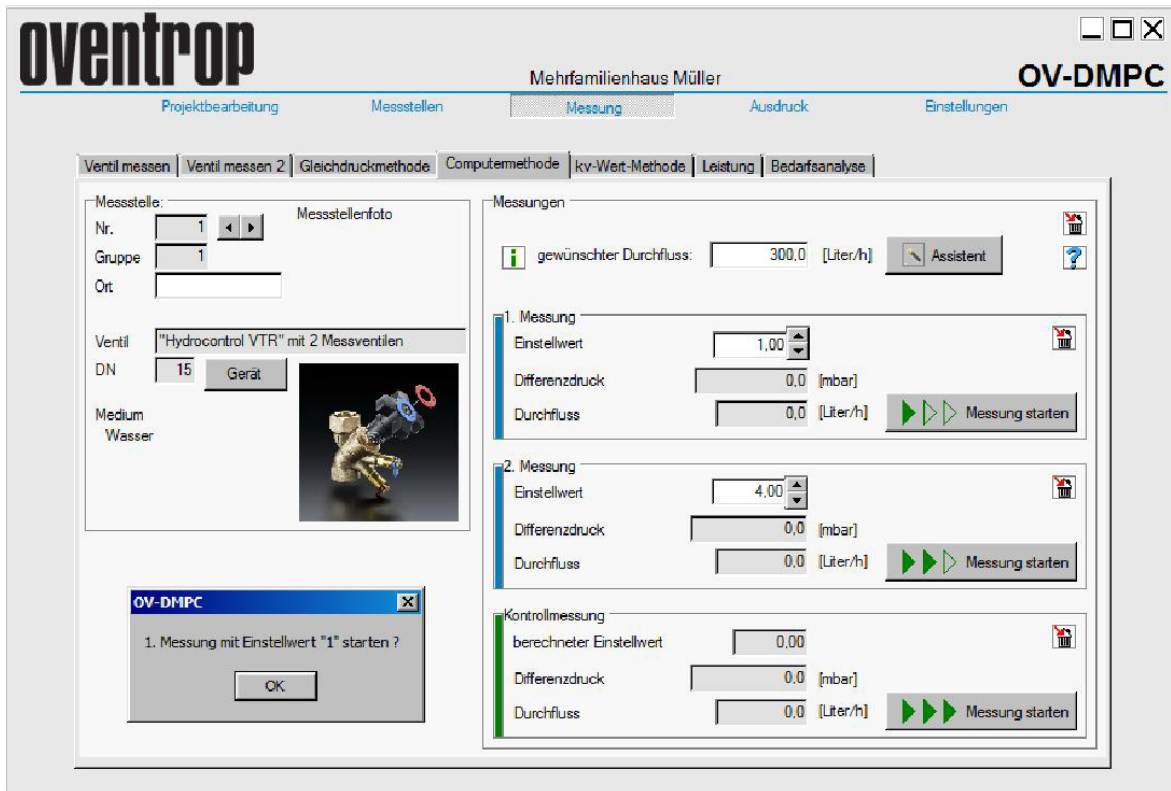 oventrop
Mehrfamilienhaus Müller
OV-DMPC
Projektbearbeitung Messstellen Messung Ausdruck Einstellungen
Ventil messen Ventil messen 2 Gleichdruckmethode Computermethode kv-Wert-Methode Leistung Bedarfsanalyse
Messstelle:
Nr. 1
Messstellenfoto
Gruppe 1
Ort
Ventil "Hydrocontrol VTR" mit 2 Messventilen
DN 15 Gerät
Medium
Wasser
OV-DMPC
1. Messung mit Einstellwert "1" starten ?
OK
Messungen
gewünschter Durchfluss: 300,0 [Liter/h] Assistent
1. Messung
Einstellwert 1,00
Differenzdruck 0,0 [mbar]
Durchfluss 0,0 [Liter/h] Messung starten
2. Messung
Einstellwert 4,00
Differenzdruck 0,0 [mbar]
Durchfluss 0,0 [Liter/h] Messung starten
Kontrollmessung
berechneter Einstellwert 0,00
Differenzdruck 0,0 [mbar]
Durchfluss 0,0 [Liter/h] Messung starten